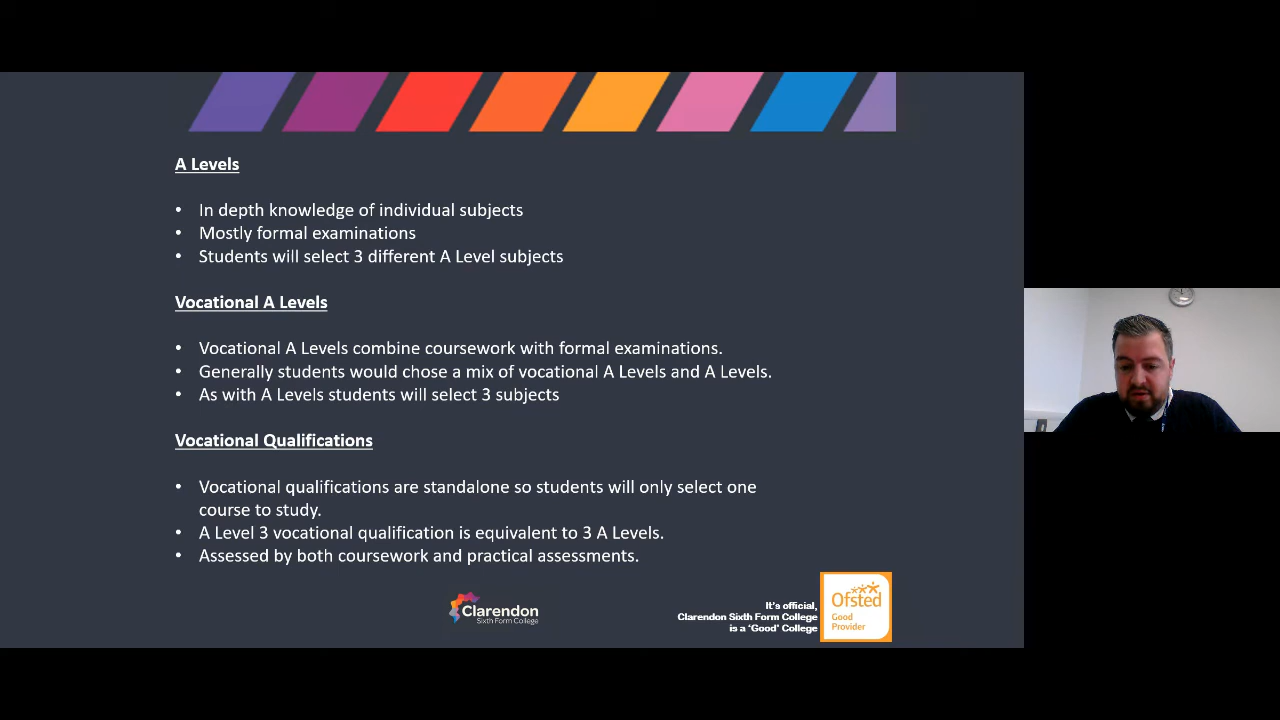 A Levels
• In depth knowledge of individual subjects
• Mostly formal examinations
• Students will select 3 different A Level subjects
Vocational A Levels
• Vocational A Levels combine coursework with formal examinations.
• Generally students would chose a mix of vocational A Levels and A Levels.
• As with A Levels students will select 3 subjects
Vocational Qualifications
• Vocational qualifications are standalone so students will only select one
course to study.
• A Level 3 vocational qualification is equivalent to 3 A Levels.
• Assessed by both coursework and practical assessments.
Clarendon
Sixth Form College
It's official,
Clarendon Sixth Form College
is a 'Good' College
Ofsted
Good
Provider